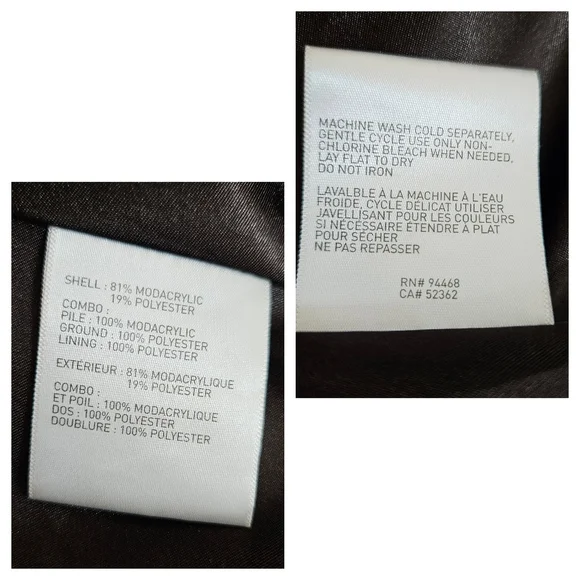 MACHINE WASH COLD SEPARATELY,
GENTLE CYCLE USE ONLY NON-
CHLORINE BLEACH WHEN NEEDED,
LAY FLAT TO DRY
DO NOT IRON
LAVALBLE À LA MACHINE À L'EAU
FROIDE, CYCLE DÉLICAT UTILISER
JAVELLISANT POUR LES COULEURS
SI NÉCESSAIRE ÉTENDRE À PLAT
POUR SÉCHER
NE PAS REPASSER
RN# 94468
CA# 52362
SHELL : 81% MODACRYLIC
19% POLYESTER
COMBO :
PILE : 100% MODACRYLIC
GROUND : 100% POLYESTER
LINING : 100% POLYESTER
EXTÉRIEUR : 81% MODACRYLIQUE
19% POLYESTER
COMBO :
ET POIL : 100% MODACRYLIQUE
DOS : 100% POLYESTER
DOUBLURE : 100% POLYESTER